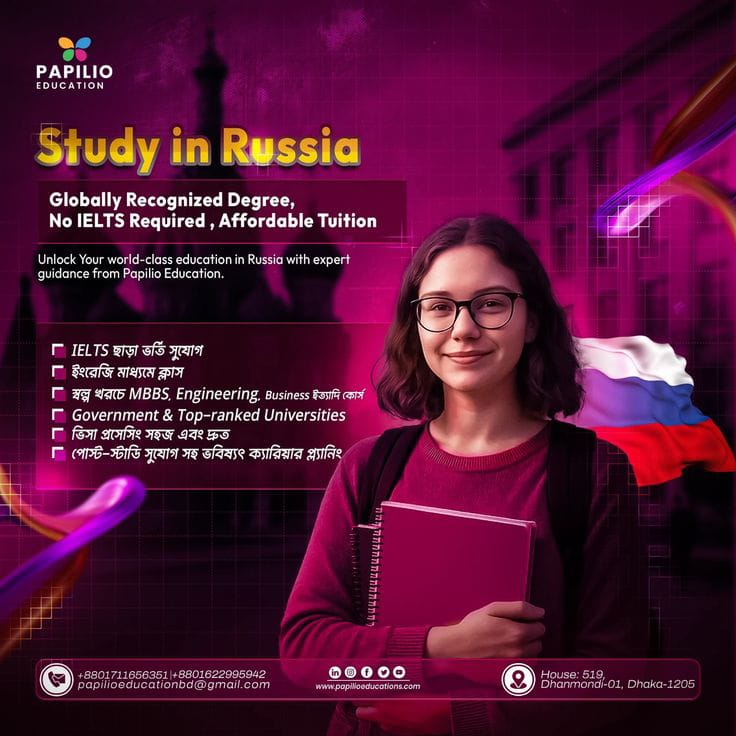 PAPILIO
EDUCATION
Study in Russia
Globally Recognized Degree,
No IELTS Required , Affordable Tuition
Unlock Your world-class education in Russia with expert
guidance from Papilio Education.
IELTS ছাড়া ভর্তি সুযোগ
ইংরেজি মাধ্যমে ক্লাস
স্বল্প খরচে MBBS, Engineering, Business ইত্যাদি কোর্স
Government & Top-ranked Universities
ভিসা প্রসেসিং সহজ এবং দ্রুত
পোস্ট-স্টাডি সুযোগ সহ ভবিষ্যৎ ক্যারিয়ার প্ল্যানিং
+8801711656351|+8801622995942
papilioeducationbd@gmail.com
www.papilioeducations.com
House: 519,
Dhanmondi-01, Dhaka-1205